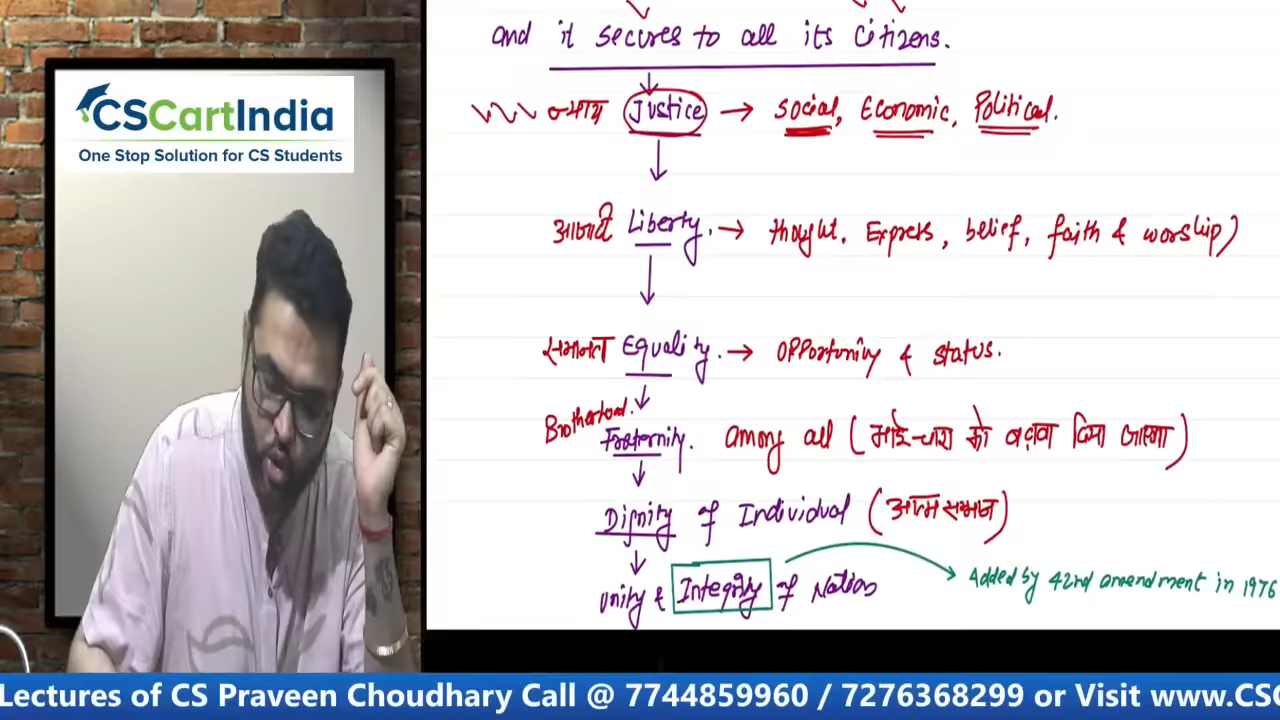 CSCartIndia
One Stop Solution for CS Students
and it secures to all its citizens.
न्याय Justice → Social, Economic, Political.
आजादी Liberty. → thought, Express, belief, faith & worship)
समानता Equality. → opportunity & status.
Brotherhood.
Fraternity. Among all (भाई-चारा को बढ़ावा दिया जाएगा)
Dignity of Individual (आत्म सम्मान)
Unity & Integrity of Nation
Added by 42nd amendment in 1976
Lectures of CS Praveen Choudhary Call @ 7744859960 / 7276368299 or Visit www.CSC